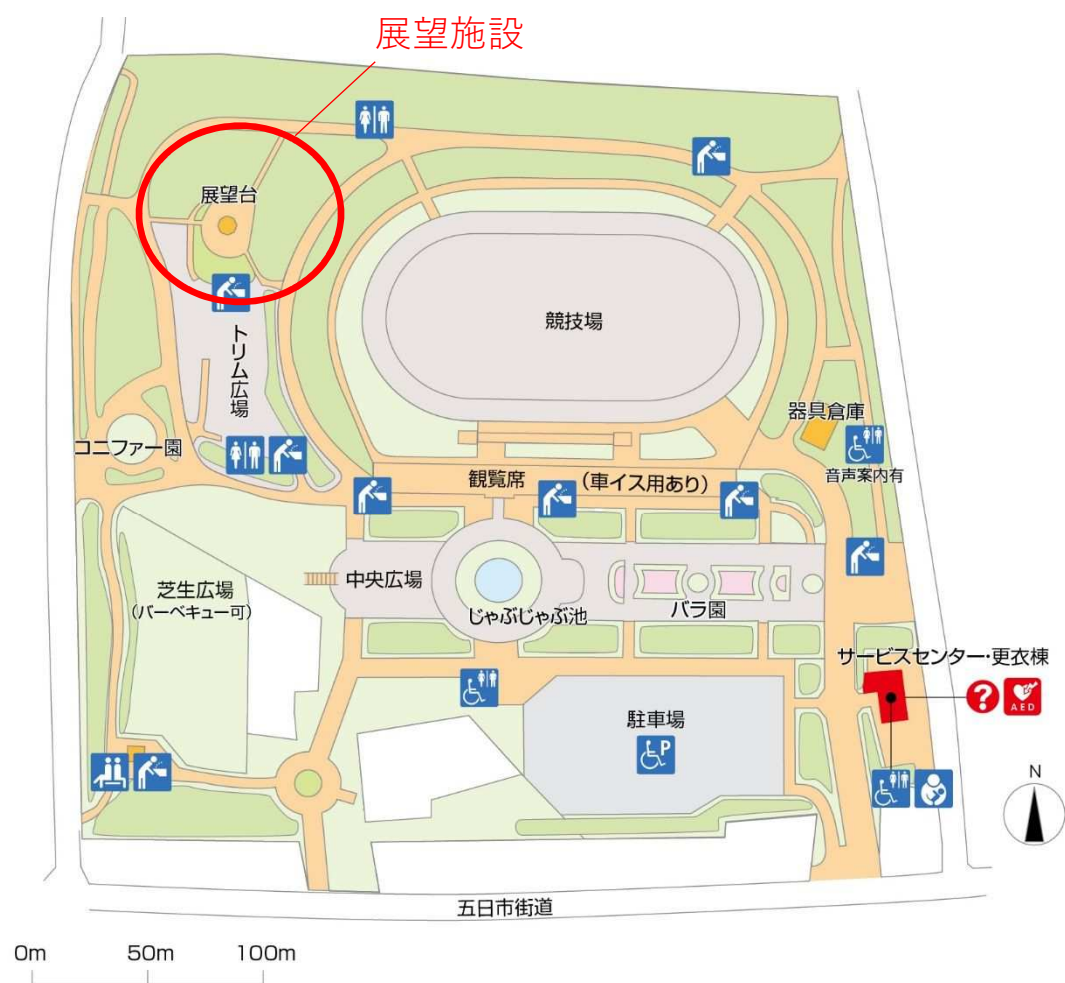 展望施設
展望台
競技場
トリム広場
器具倉庫
コニファー園
音声案内有
観覧席
(車イス用あり)
中央広場
芝生広場
(バーベキュー可)
じゃぶじゃぶ池
バラ園
サービスセンター・更衣棟
?
AED
駐車場
P
N
五日市街道
0m 50m 100m